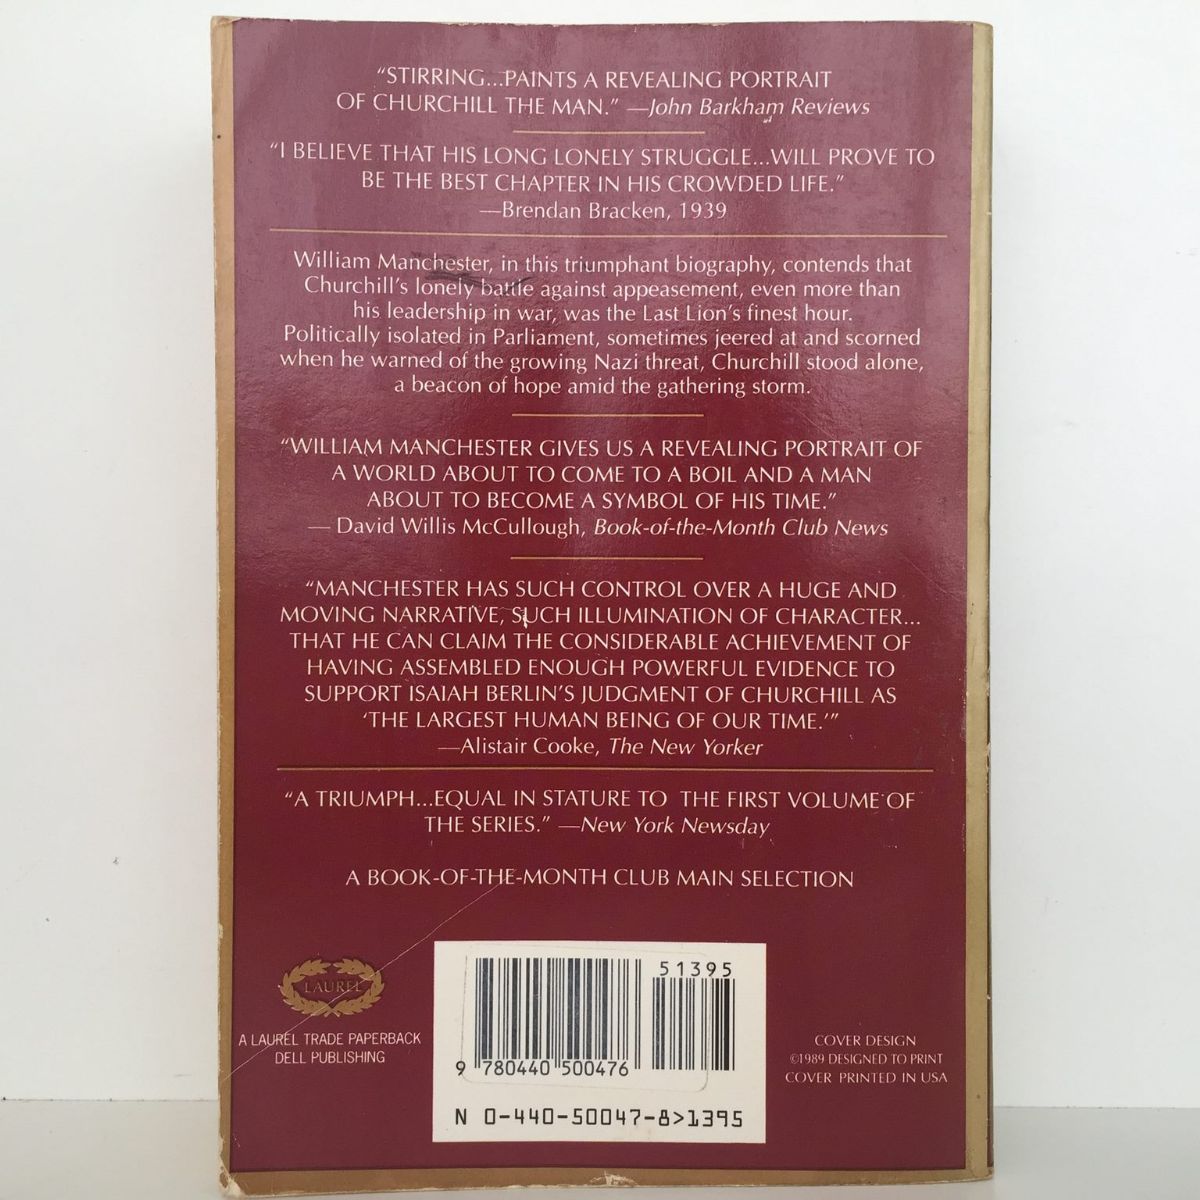 “STIRRING...PAINTS A REVEALING PORTRAIT
OF CHURCHILL THE MAN.” —John Barkham Reviews
“I BELIEVE THAT HIS LONG LONELY STRUGGLE...WILL PROVE TO
BE THE BEST CHAPTER IN HIS CROWDED LIFE.”
—Brendan Bracken, 1939
William Manchester, in this triumphant biography, contends that
Churchill’s lonely battle against appeasement, even more than
his leadership in war, was the Last Lion’s finest hour.
Politically isolated in Parliament, sometimes jeered at and scorned
when he warned of the growing Nazi threat, Churchill stood alone,
a beacon of hope amid the gathering storm.
“WILLIAM MANCHESTER GIVES US A REVEALING PORTRAIT OF
A WORLD ABOUT TO COME TO A BOIL AND A MAN
ABOUT TO BECOME A SYMBOL OF HIS TIME.”
— David Willis McCullough, Book-of-the-Month Club News
“MANCHESTER HAS SUCH CONTROL OVER A HUGE AND
MOVING NARRATIVE, SUCH ILLUMINATION OF CHARACTER...
THAT HE CAN CLAIM THE CONSIDERABLE ACHIEVEMENT OF
HAVING ASSEMBLED ENOUGH POWERFUL EVIDENCE TO
SUPPORT ISAIAH BERLIN’S JUDGMENT OF CHURCHILL AS
‘THE LARGEST HUMAN BEING OF OUR TIME.’”
—Alistair Cooke, The New Yorker
“A TRIUMPH...EQUAL IN STATURE TO THE FIRST VOLUME OF
THE SERIES.” —New York Newsday
A BOOK-OF-THE-MONTH CLUB MAIN SELECTION
LAUREL
A LAUREL TRADE PAPERBACK
DELL PUBLISHING
51395
9 780440 500476
N 0-440-50047-8>1395
COVER DESIGN
©1989 DESIGNED TO PRINT
COVER PRINTED IN USA